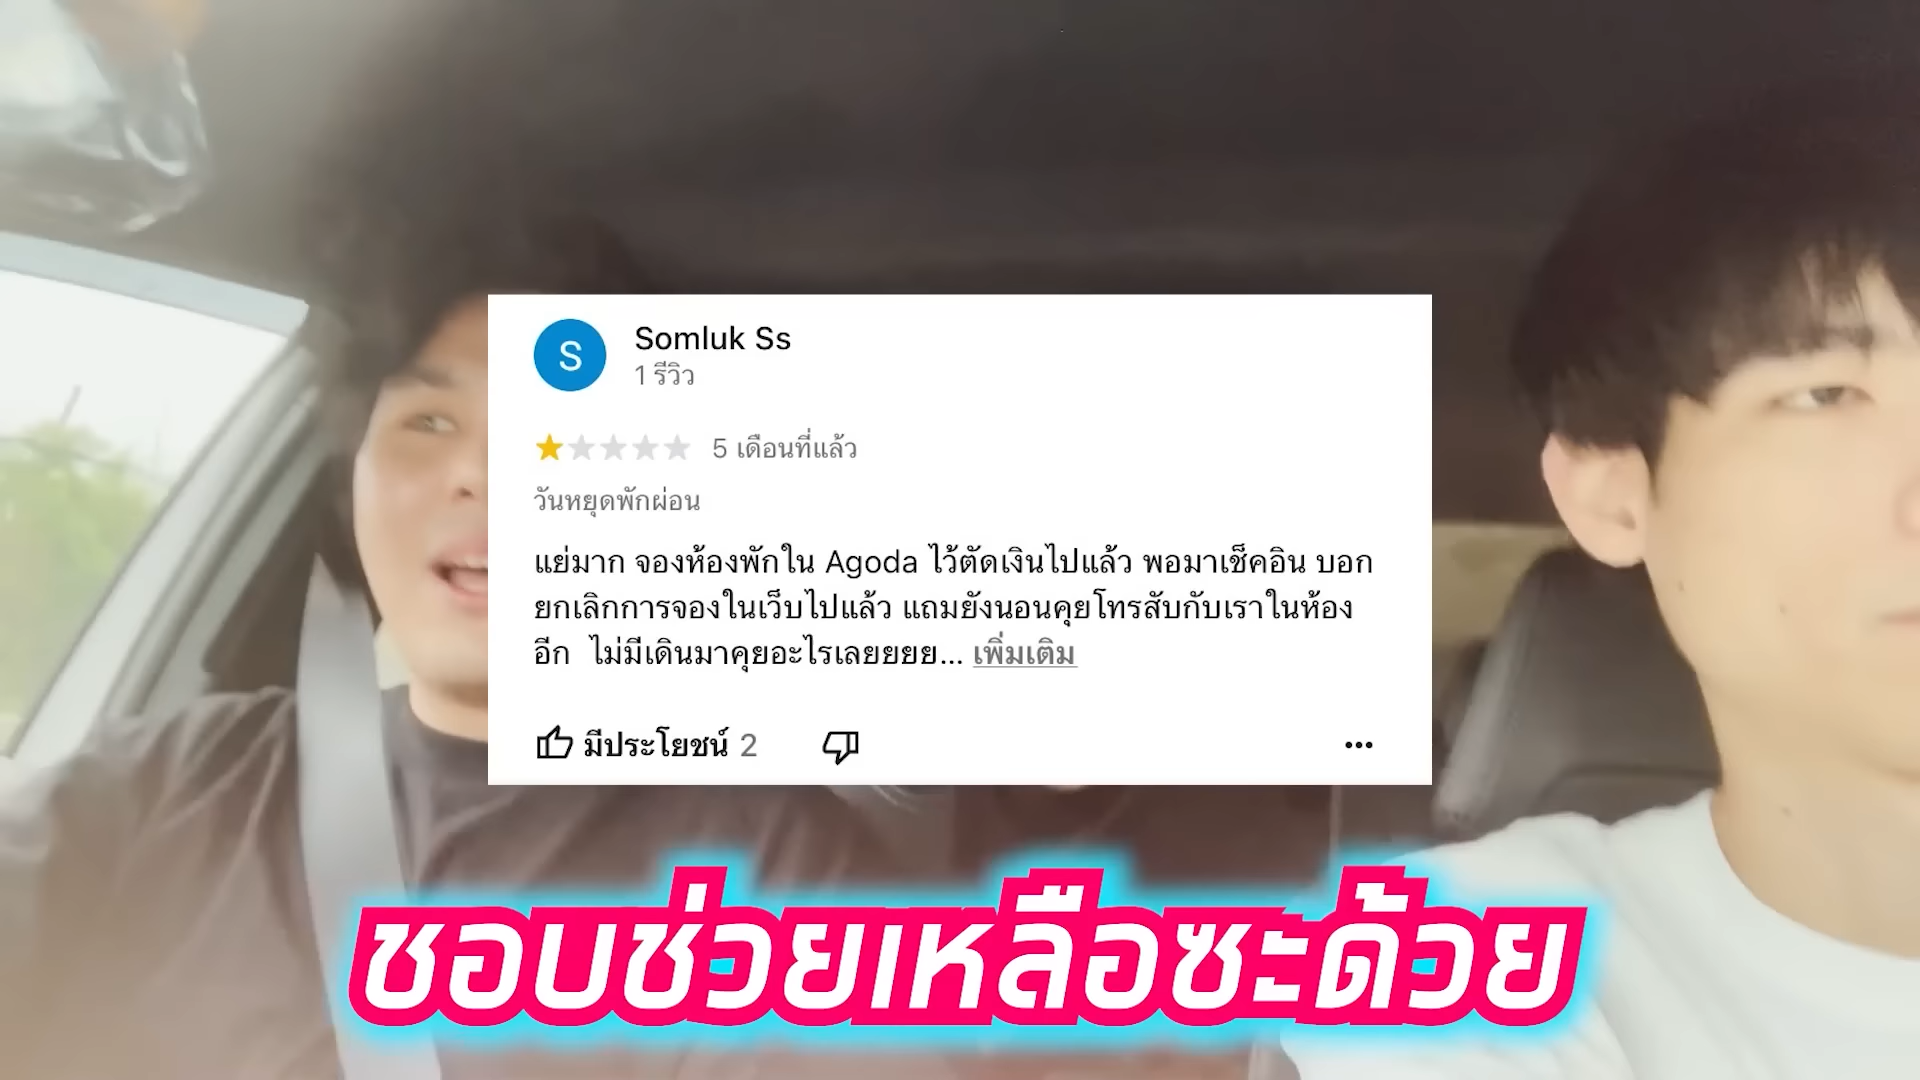 S
Somluk Ss
1 รีวิว
5 เดือนที่แล้ว
วันหยุดพักผ่อน
แย่มาก จองห้องพักใน Agoda ไว้ตัดเงินไปแล้ว พอมาเช็คอิน บอก
ยกเลิกการจองในเว็บไปแล้ว แถมยังนอนคุยโทรสับกับเราในห้อง
อีก ไม่มีเดินมาคุยอะไรเลยยยย... เพิ่มเติม
มีประโยชน์ 2
ชอบช่วยเหลือซะด้วย